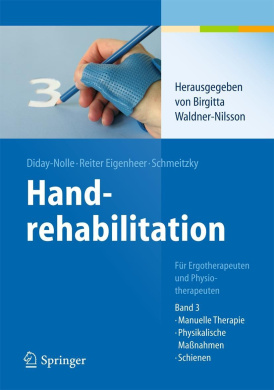 3
Herausgegeben
von Birgitta
Waldner-Nilsson
Diday-Nolle · Reiter Eigenheer · Schmeitzky
Hand-
rehabilitation
Für Ergotherapeuten
und Physio-
therapeuten
Band 3
· Manuelle Therapie
· Physikalische
Maßnahmen
· Schienen
Springer